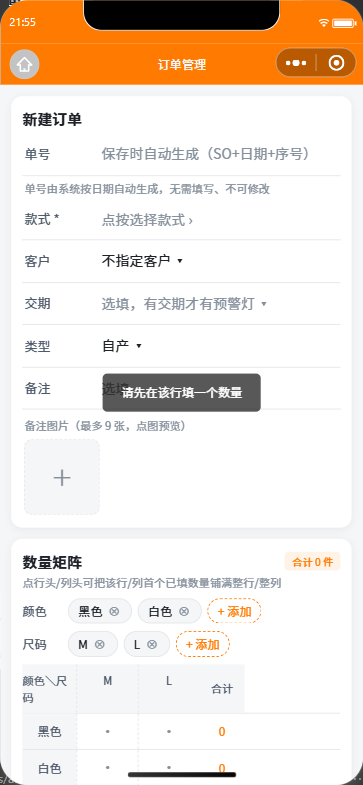 21:55
订单管理
新建订单
单号 保存时自动生成（SO+日期+序号）
单号由系统按日期自动生成，无需填写、不可修改
款式 * 点按选择款式 ›
客户 不指定客户 ▾
交期 选填，有交期才有预警灯 ▾
类型 自产 ▾
备注 选填
请先在该行填一个数量
备注图片（最多 9 张，点图预览）
+
数量矩阵 合计 0 件
点行头/列头可把该行/列首个已填数量铺满整行/整列
颜色 黑色 ⊗ 白色 ⊗ + 添加
尺码 M ⊗ L ⊗ + 添加
颜色＼尺码 M L 合计
黑色 · · 0
白色 · · 0